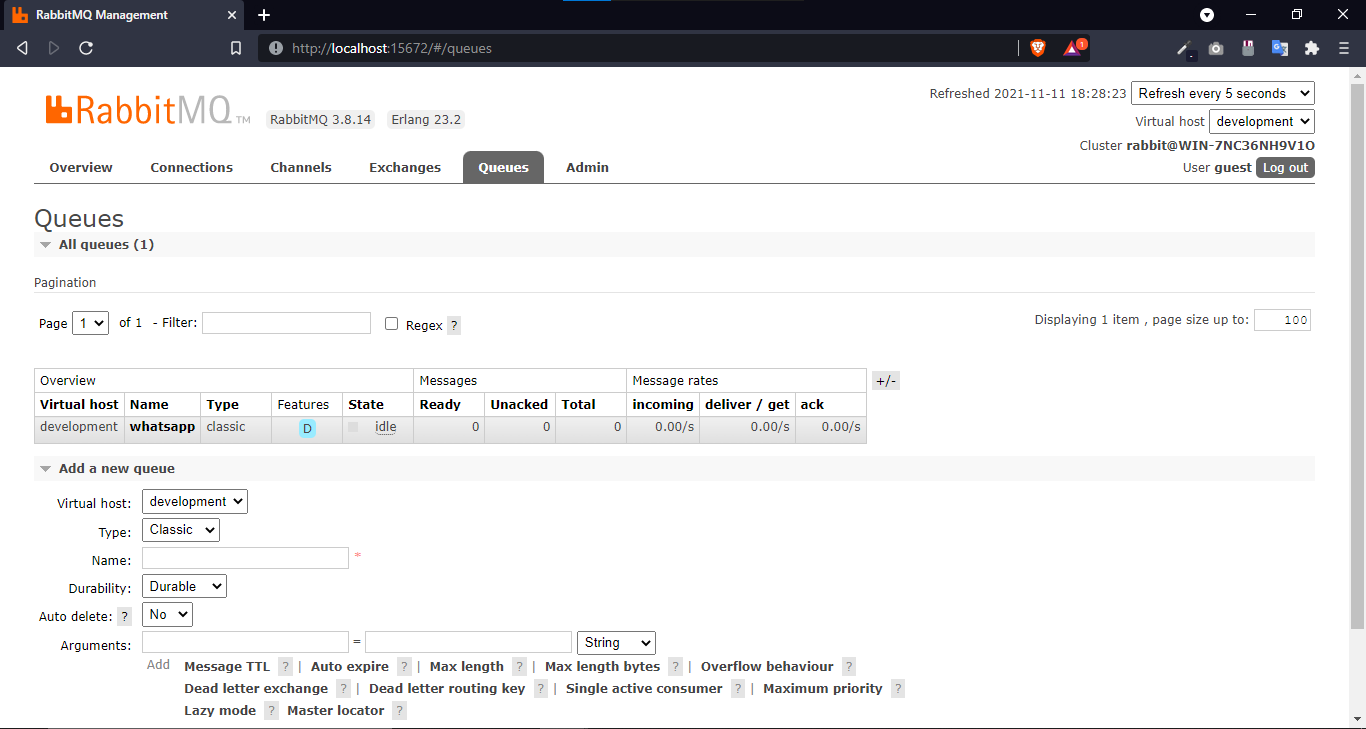 RabbitMQ Management
http://localhost:15672/#/queues
1
RabbitMQ TM RabbitMQ 3.8.14 Erlang 23.2
Refreshed 2021-11-11 18:28:23 Refresh every 5 seconds
Virtual host development
Cluster rabbit@WIN-7NC36NH9V1O
User guest Log out
Overview Connections Channels Exchanges Queues Admin
Queues
All queues (1)
Pagination
Page 1 of 1 - Filter: Regex ?
Displaying 1 item , page size up to: 100
Overview Messages Message rates +/-
Virtual host Name Type Features State Ready Unacked Total incoming deliver / get ack
development whatsapp classic D idle 0 0 0 0.00/s 0.00/s 0.00/s
Add a new queue
Virtual host: development
Type: Classic
Name: *
Durability: Durable
Auto delete: ? No
Arguments: = String
Add Message TTL ? | Auto expire ? | Max length ? | Max length bytes ? | Overflow behaviour ?
Dead letter exchange ? | Dead letter routing key ? | Single active consumer ? | Maximum priority ?
Lazy mode ? Master locator ?